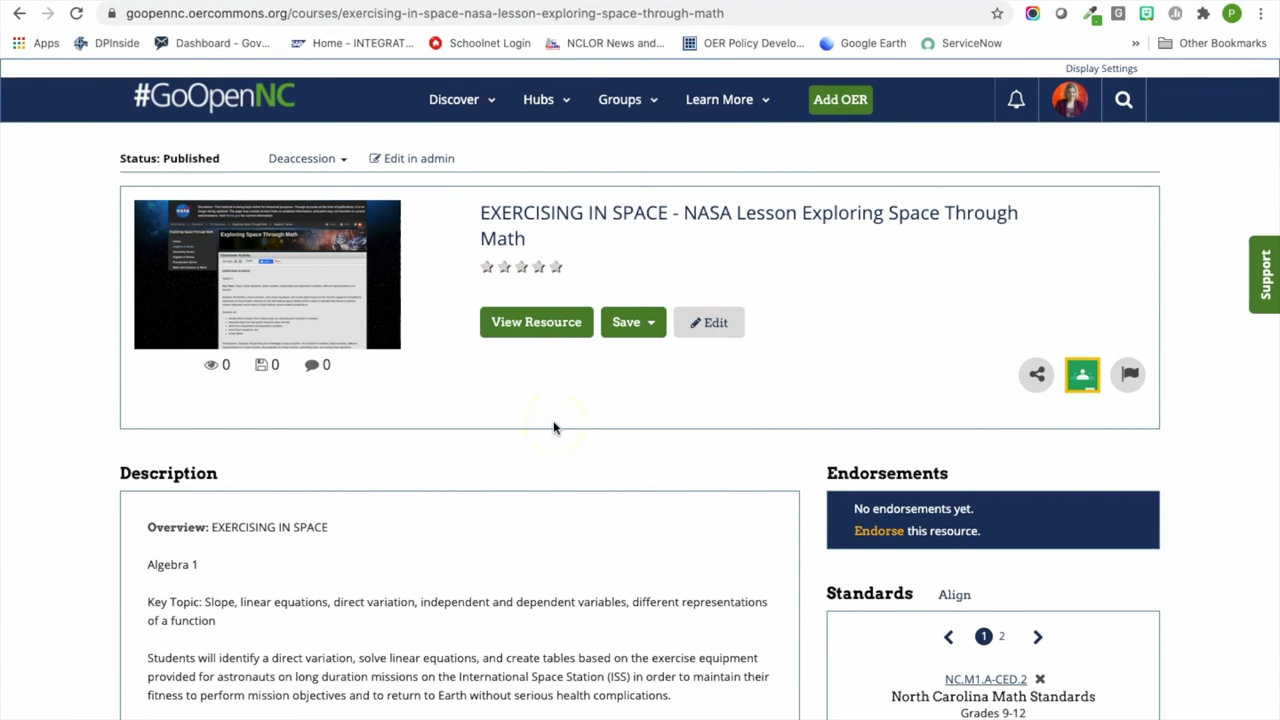 goopennc.oercommons.org/courses/exercising-in-space-nasa-lesson-exploring-space-through-math
G
P
Apps DPInside Dashboard - Gov... Home - INTEGRAT... Schoolnet Login NCLOR News and... OER Policy Develo... Google Earth ServiceNow » Other Bookmarks
Display Settings
#GoOpenNC Discover Hubs Groups Learn More Add OER
Status: Published Deaccession Edit in admin
NASA
Exploring Space Through Math
EXERCISING IN SPACE - NASA Lesson Exploring Space Through
Math
Support
View Resource Save Edit
0 0 0
Description
Endorsements
No endorsements yet.
Endorse this resource.
Overview: EXERCISING IN SPACE
Algebra 1
Key Topic: Slope, linear equations, direct variation, independent and dependent variables, different representations
of a function
Students will identify a direct variation, solve linear equations, and create tables based on the exercise equipment
provided for astronauts on long duration missions on the International Space Station (ISS) in order to maintain their
fitness to perform mission objectives and to return to Earth without serious health complications.
Standards Align
1 2
NC.M1.A-CED.2
North Carolina Math Standards
Grades 9-12